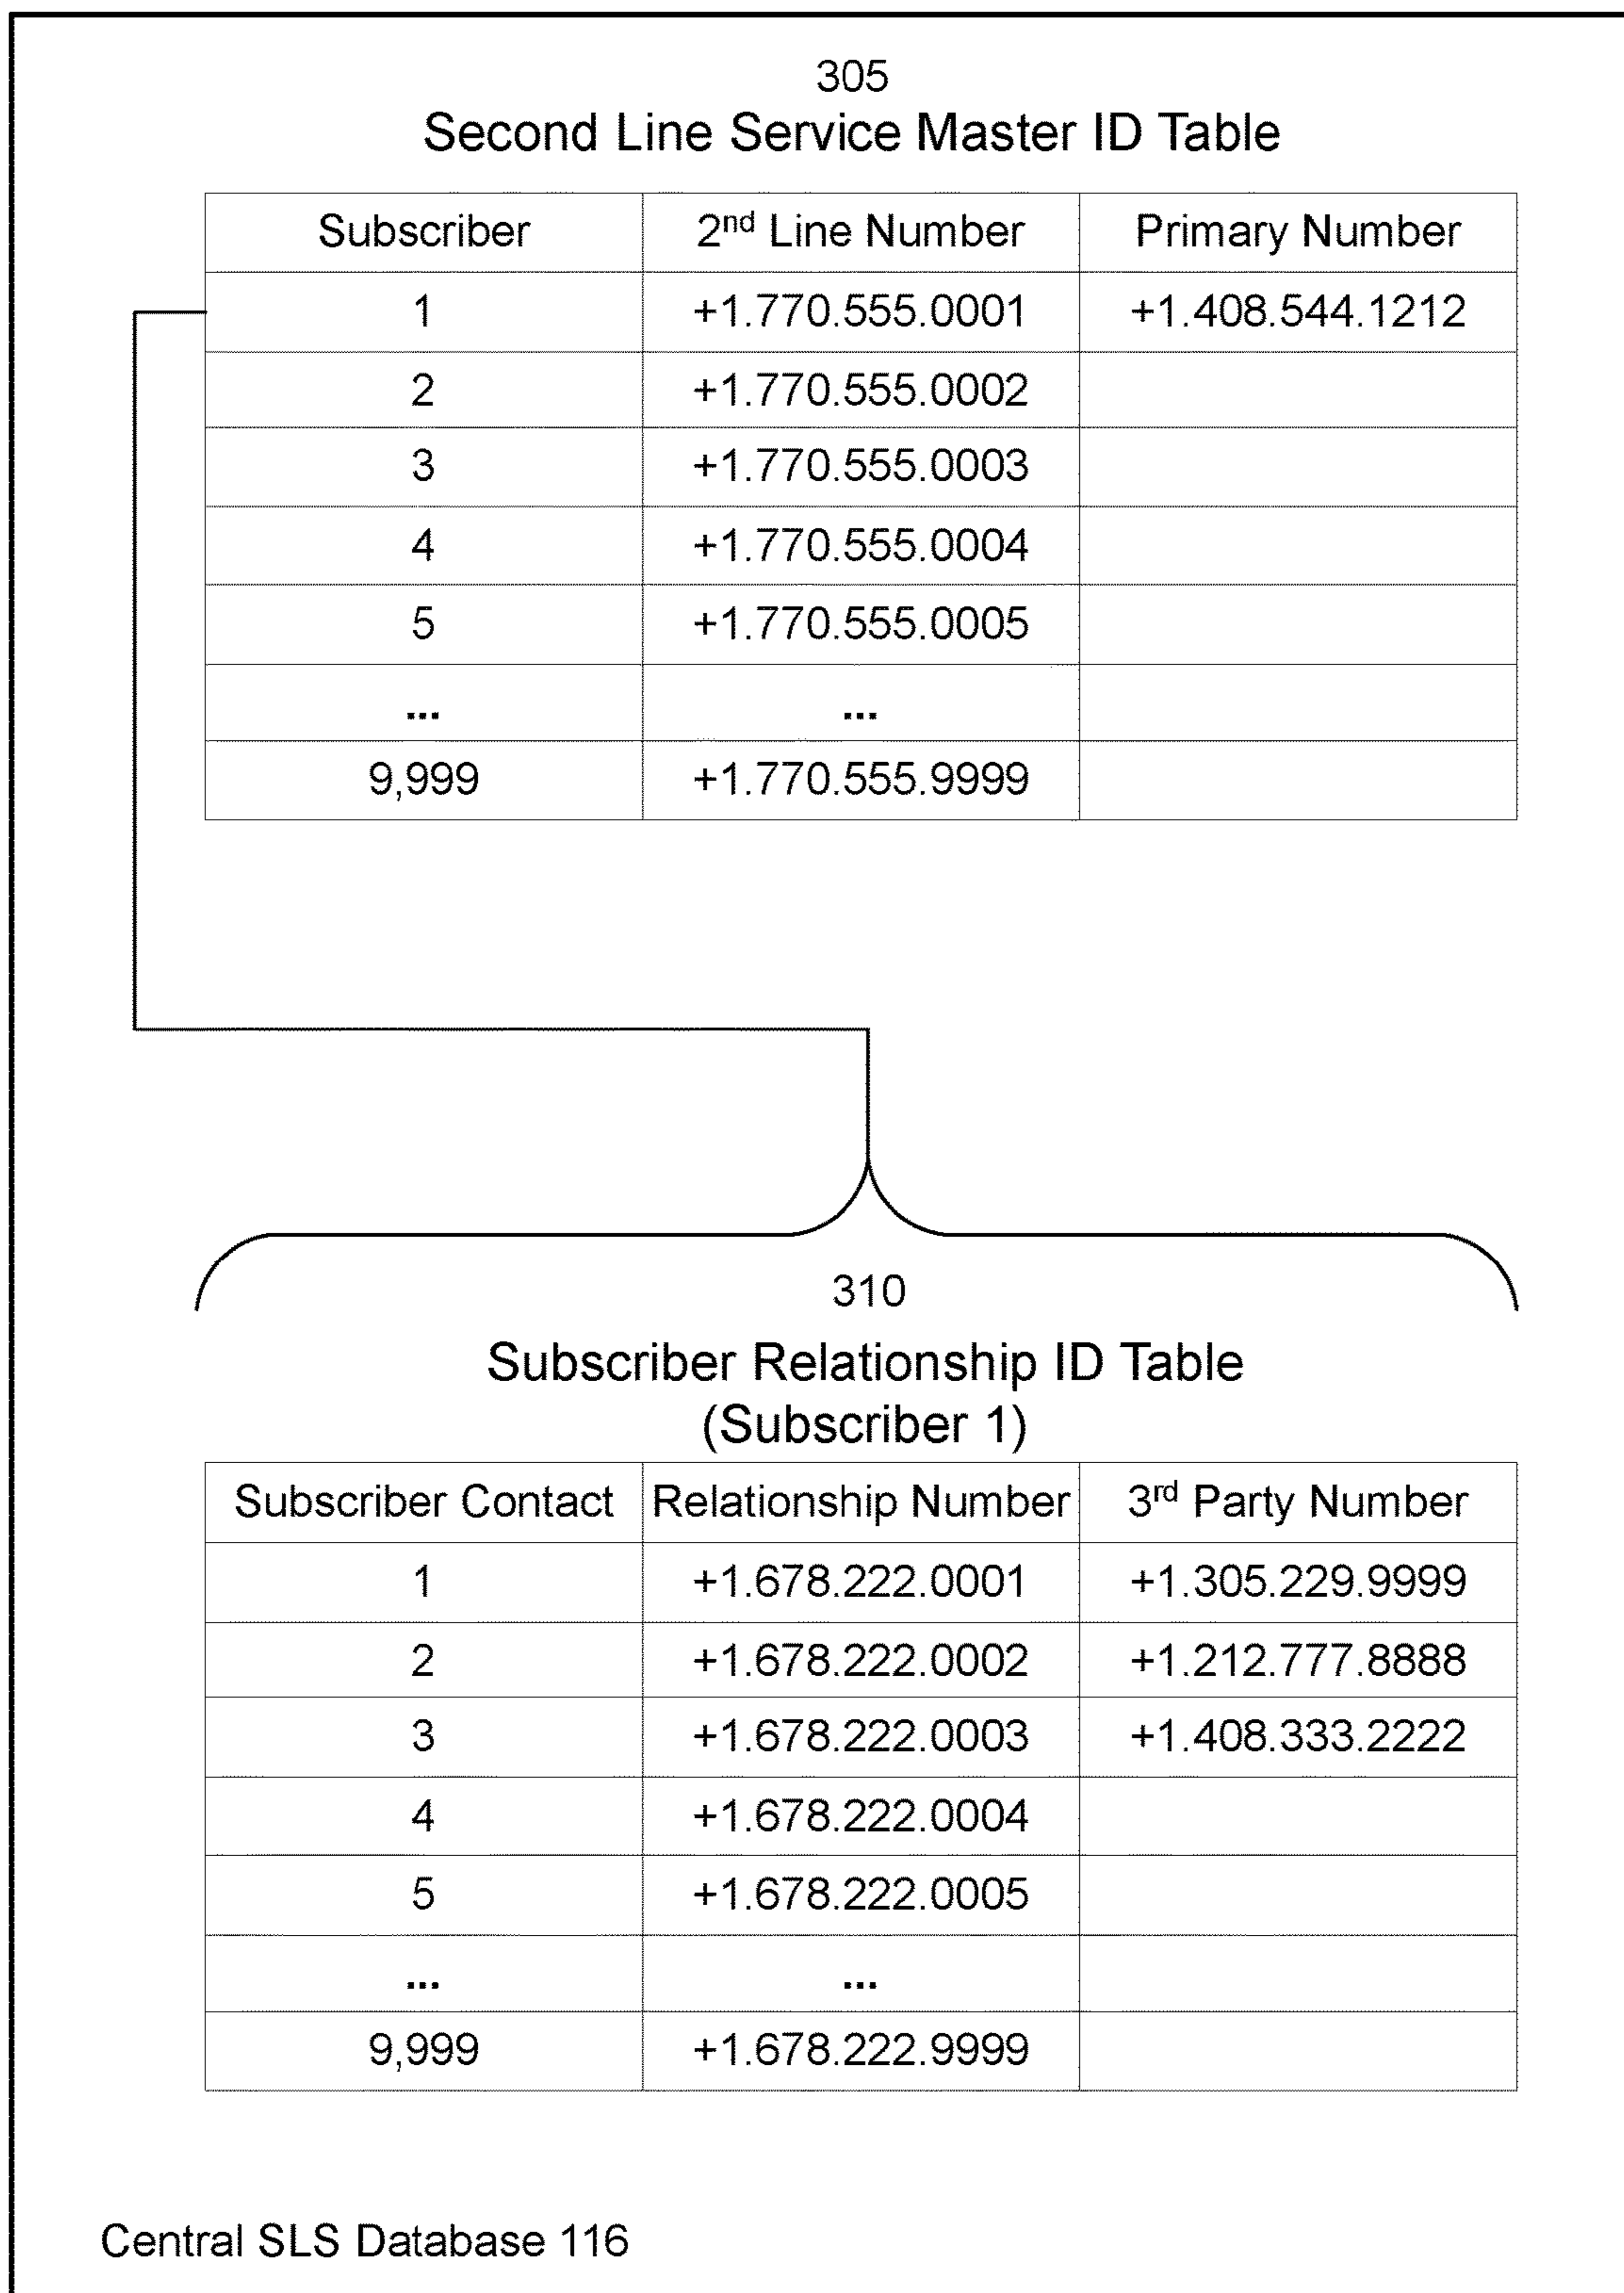 305
Second Line Service Master ID Table
Subscriber 2nd Line Number Primary Number
1 +1.770.555.0001 +1.408.544.1212
2 +1.770.555.0002
3 +1.770.555.0003
4 +1.770.555.0004
5 +1.770.555.0005
... ...
9,999 +1.770.555.9999
310
Subscriber Relationship ID Table
(Subscriber 1)
Subscriber Contact Relationship Number 3rd Party Number
1 +1.678.222.0001 +1.305.229.9999
2 +1.678.222.0002 +1.212.777.8888
3 +1.678.222.0003 +1.408.333.2222
4 +1.678.222.0004
5 +1.678.222.0005
... ...
9,999 +1.678.222.9999
Central SLS Database 116